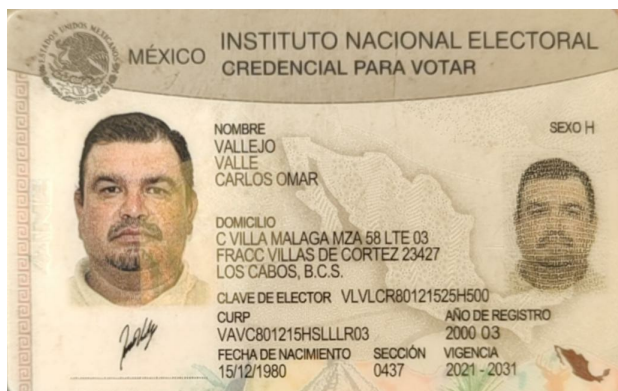 MÉXICO
INSTITUTO NACIONAL ELECTORAL
CREDENCIAL PARA VOTAR
NOMBRE
SEXO H
VALLEJO
VALLE
CARLOS OMAR
DOMICILIO
C VILLA MALAGA MZA 58 LTE 03
FRACC VILLAS DE CORTEZ 23427
LOS CABOS, B.C.S.
CLAVE DE ELECTOR VLVLCR80121525H500
CURP
AÑO DE REGISTRO
VAVC801215HSLLLR03
2000 03
FECHA DE NACIMIENTO SECCIÓN VIGENCIA
15/12/1980 0437 2021 - 2031